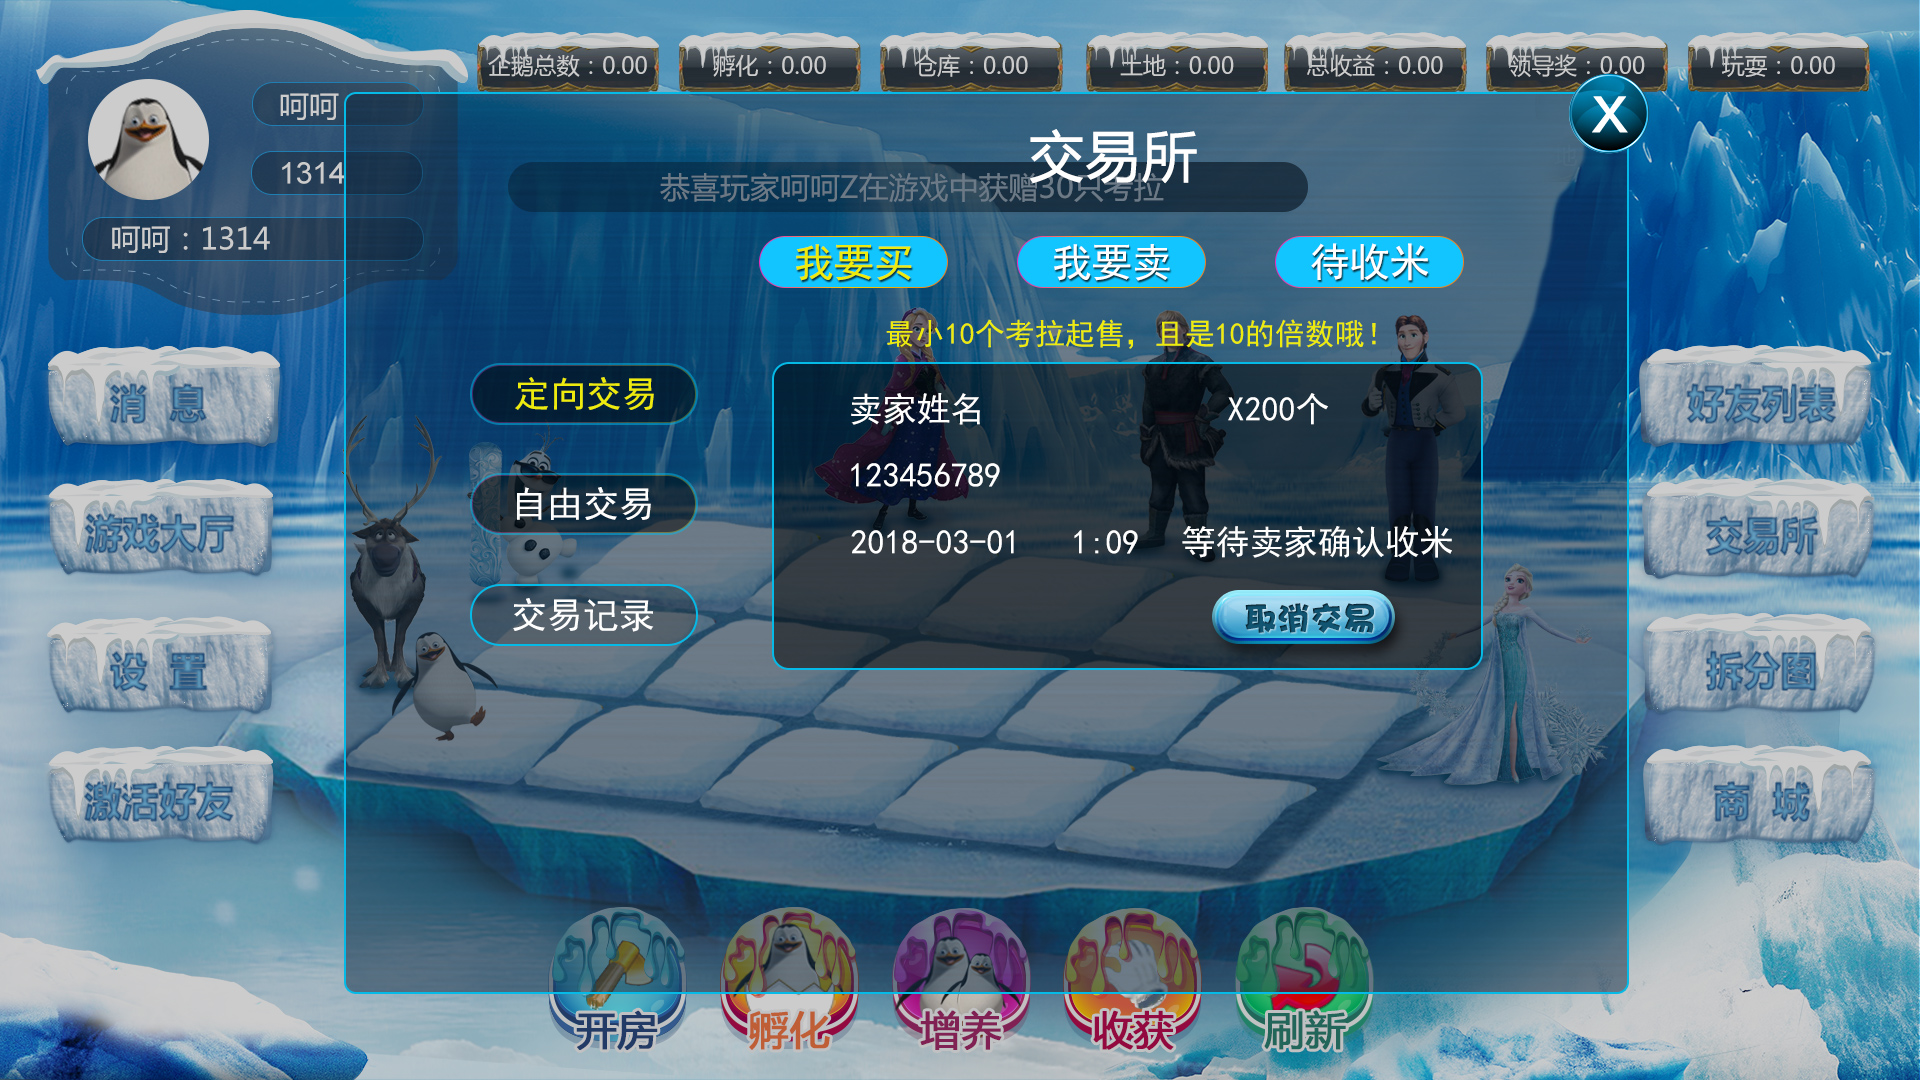 企鹅总数：0.00
孵化：0.00
仓库：0.00
土地：0.00
总收益：0.00
领导奖：0.00
玩耍：0.00
呵呵
1314
呵呵：1314
X
交易所
恭喜玩家呵呵Z在游戏中获赠30只考拉
我要买
我要卖
待收米
最小10个考拉起售，且是10的倍数哦！
定向交易
自由交易
交易记录
卖家姓名 X200个
123456789
2018-03-01 1:09 等待卖家确认收米
取消交易
消息
游戏大厅
设置
激活好友
好友列表
交易所
拆分图
商城
开房
孵化
增养
收获
刷新